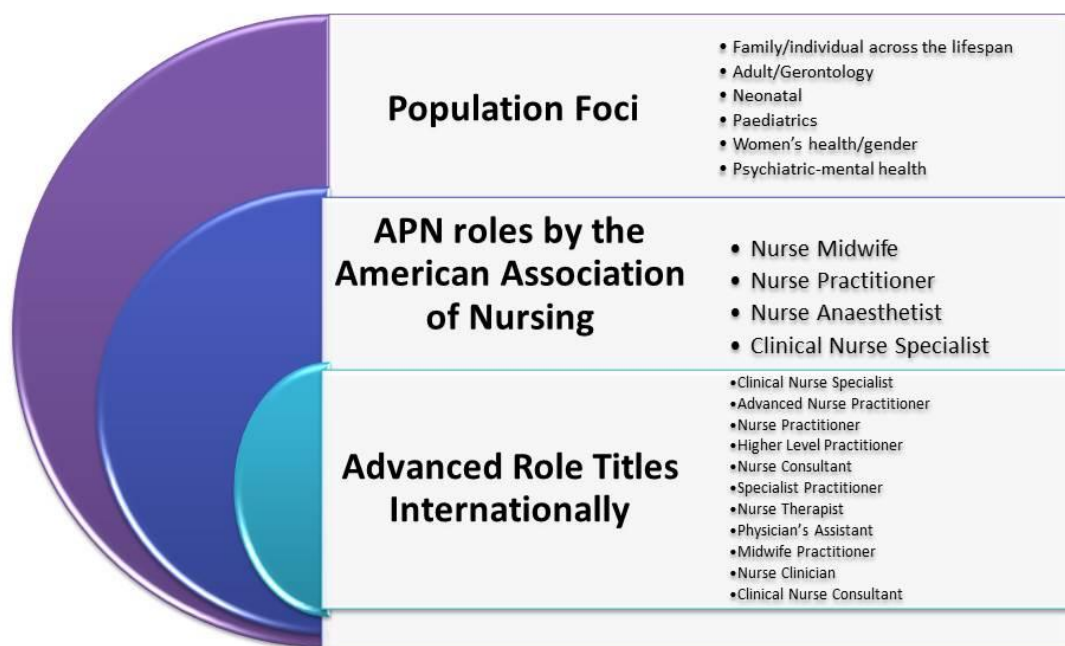 Population Foci
• Family/individual across the lifespan
• Adult/Gerontology
• Neonatal
• Paediatrics
• Women's health/gender
• Psychiatric-mental health
APN roles by the
American Association
of Nursing
• Nurse Midwife
• Nurse Practitioner
• Nurse Anaesthetist
• Clinical Nurse Specialist
Advanced Role Titles
Internationally
•Clinical Nurse Specialist
•Advanced Nurse Practitioner
•Nurse Practitioner
•Higher Level Practitioner
•Nurse Consultant
•Specialist Practitioner
•Nurse Therapist
•Physician's Assistant
•Midwife Practitioner
•Nurse Clinician
•Clinical Nurse Consultant